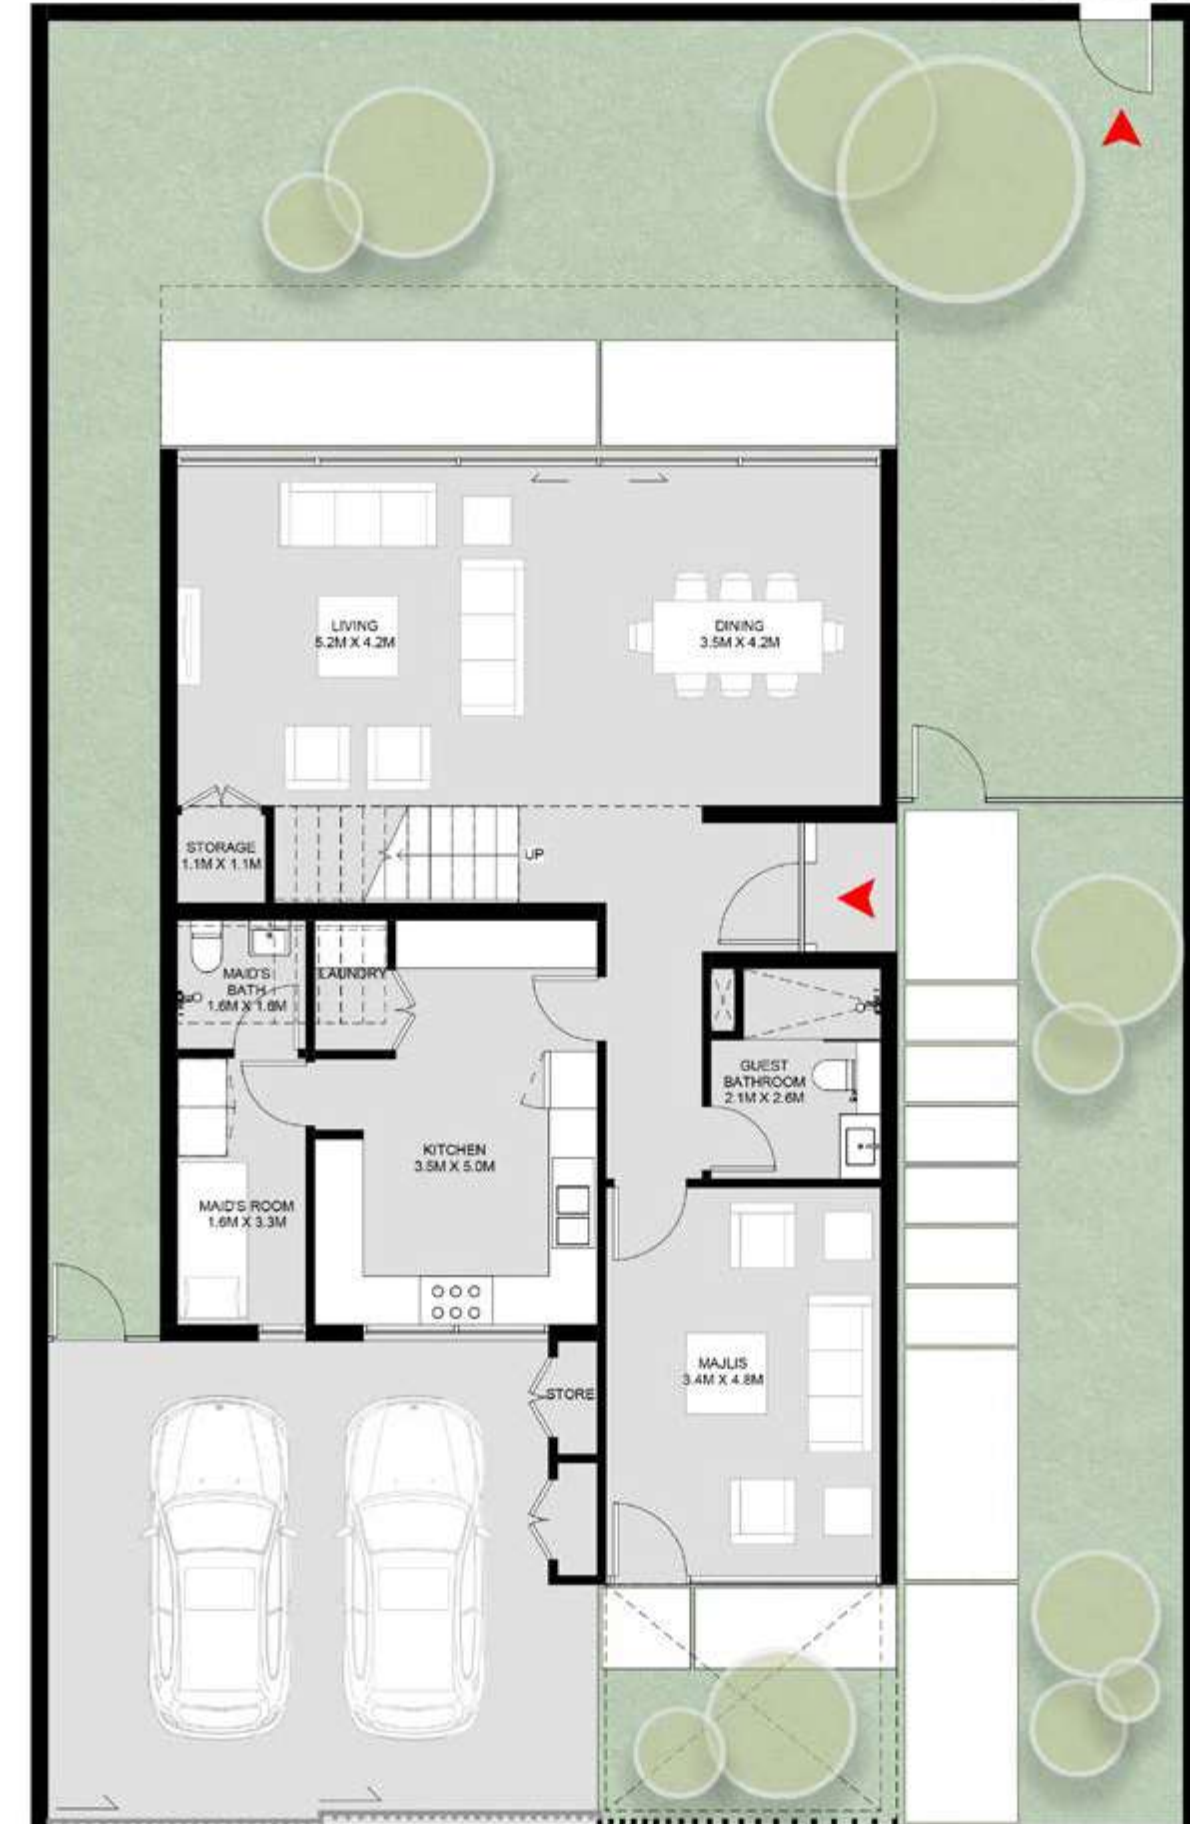 LIVING
5.2M X 4.2M
DINING
3.5M X 4.2M
STORAGE
1.1M X 1.1M
UP
MAID'S
BATH
1.6M X 1.6M
LAUNDRY
GUEST
BATHROOM
2.1M X 2.6M
KITCHEN
3.5M X 5.0M
MAID'S ROOM
1.6M X 3.3M
MAJLIS
3.4M X 4.8M
STORE